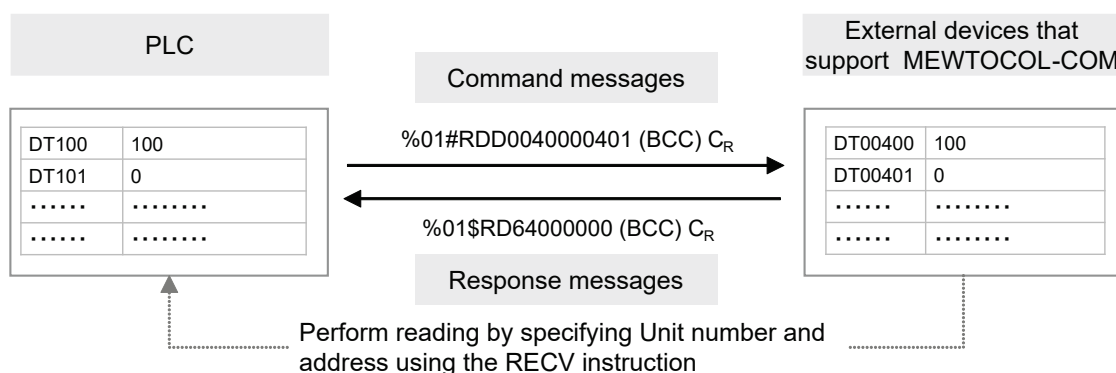 PLC
External devices that
support MEWTOCOL-COM
Command messages
DT100 100
DT101 0
•••••• ••••••••
•••••• ••••••••
%01#RDD0040000401 (BCC) CR
%01$RD64000000 (BCC) CR
DT00400 100
DT00401 0
•••••• ••••••••
•••••• ••••••••
Response messages
Perform reading by specifying Unit number and
address using the RECV instruction